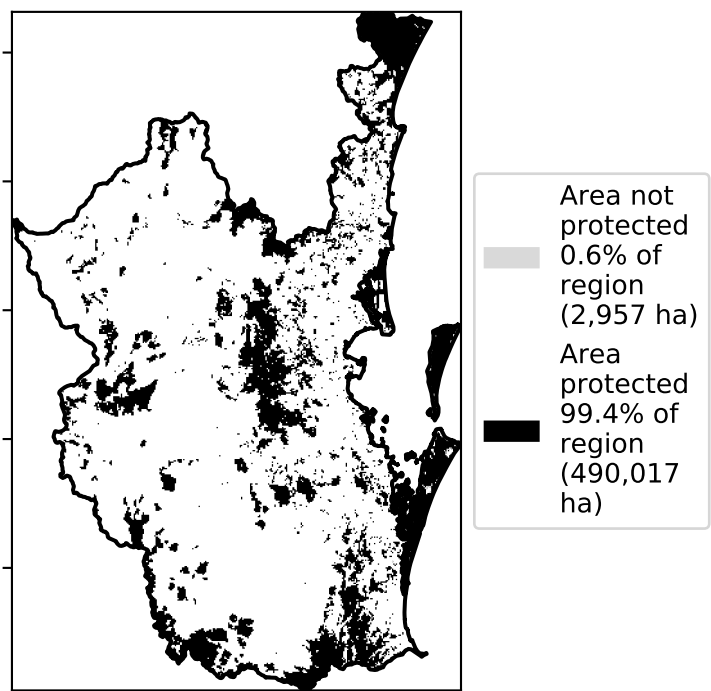 Area not
protected
0.6% of
region
(2,957 ha)
Area
protected
99.4% of
region
(490,017
ha)